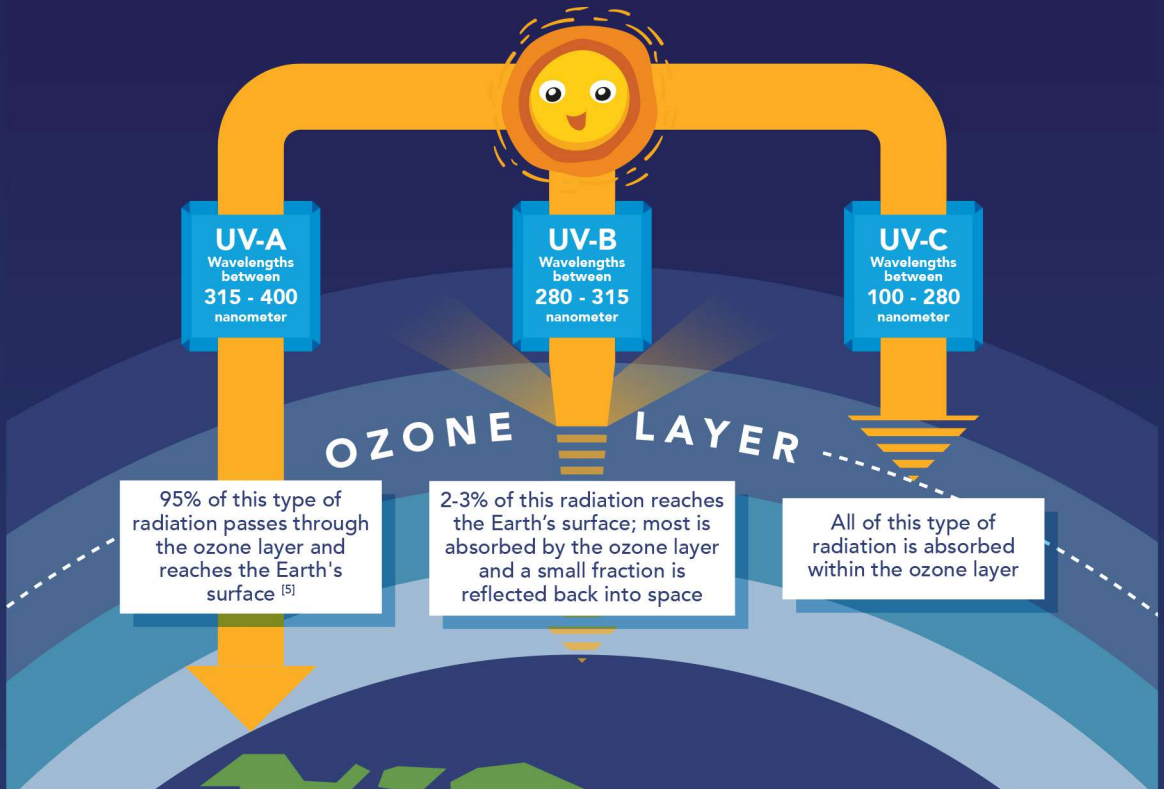 UV-A
Wavelengths
between
315 - 400
nanometer
UV-B
Wavelengths
between
280 - 315
nanometer
UV-C
Wavelengths
between
100 - 280
nanometer
OZONE LAYER
95% of this type of
radiation passes through
the ozone layer and
reaches the Earth's
surface [5]
2-3% of this radiation reaches
the Earth’s surface; most is
absorbed by the ozone layer
and a small fraction is
reflected back into space
All of this type of
radiation is absorbed
within the ozone layer